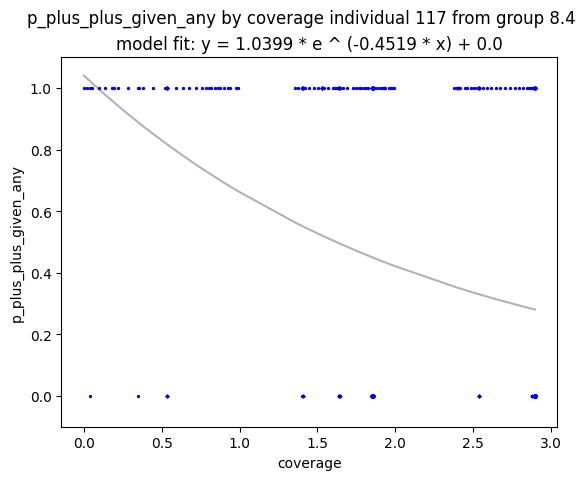 p_plus_plus_given_any by coverage individual 117 from group 8.4
model fit: y = 1.0399 * e ^ (-0.4519 * x) + 0.0
p_plus_plus_given_any
1.0
0.8
0.6
0.4
0.2
0.0
0.0 0.5 1.0 1.5 2.0 2.5 3.0
coverage